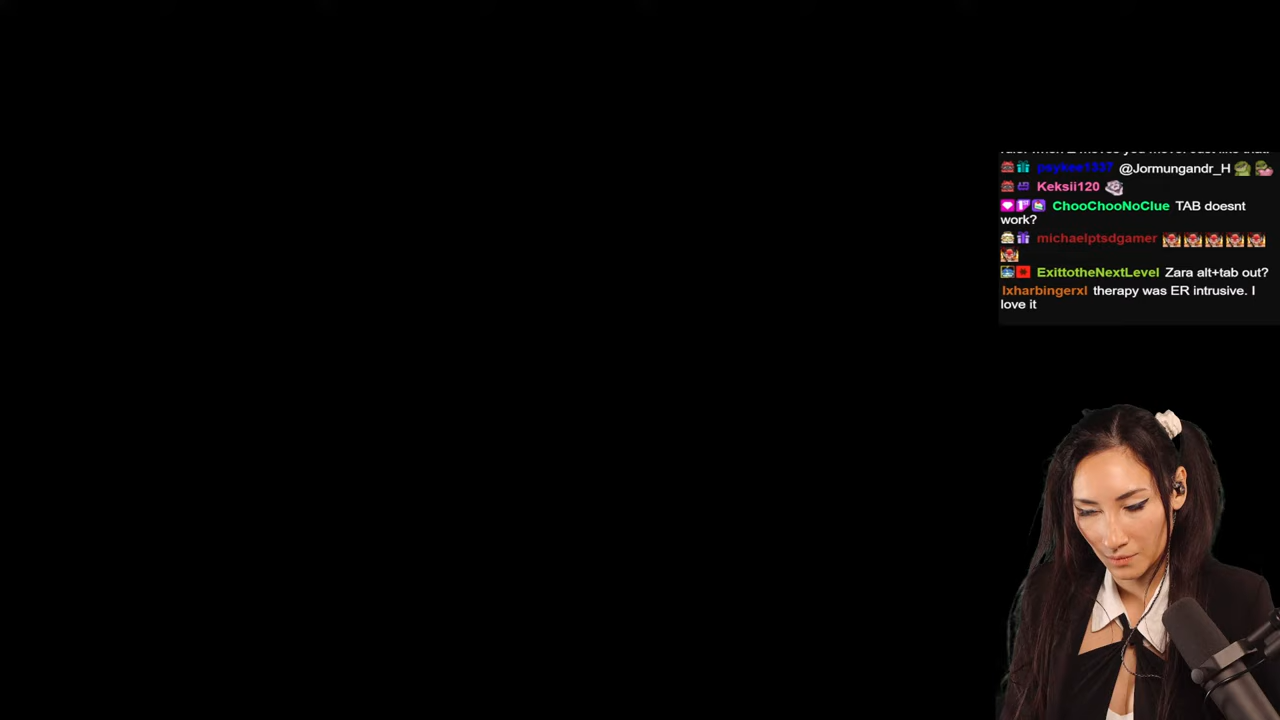 psykee1337 @Jormungandr_H
Keksii120
ChooChooNoClue TAB doesnt
work?
michaelptsdgamer
ExittotheNextLevel Zara alt+tab out?
lxharbingerxl therapy was ER intrusive. I
love it